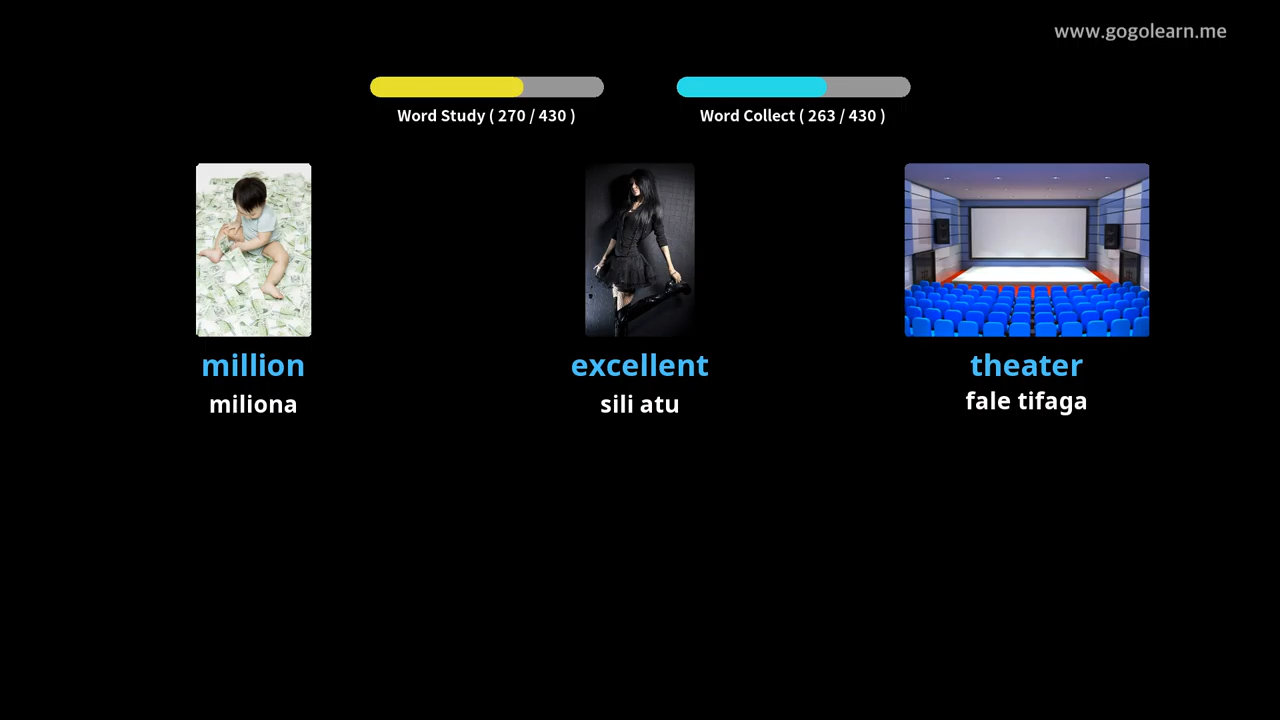 www.gogolearn.me
Word Study ( 270 / 430 )
Word Collect ( 263 / 430 )
million
miliona
excellent
sili atu
theater
fale tifaga